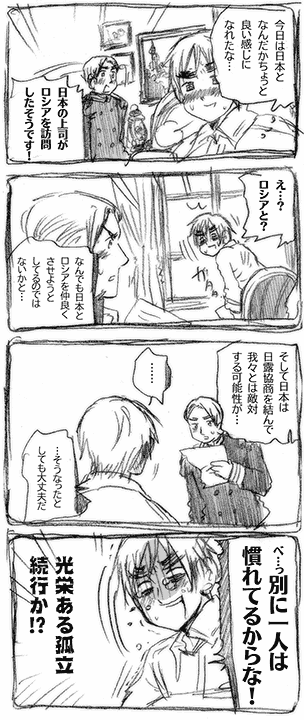 今日は日本と
なんだかちょっと
良い感じに
なれたな…
日本の上司が
ロシアを訪問
したそうです！
え…？
ロシアと？
ガタッ
なんでも日本と
ロシアを仲良く
させようと
してるのでは
ないかと…
そして日本は
日露協商を結んで
我々とは敵対
する可能性が…
……
…そうなったと
しても大丈夫だ
べ…っ別に一人は
慣れてるからな！
光栄ある孤立
続行か!?